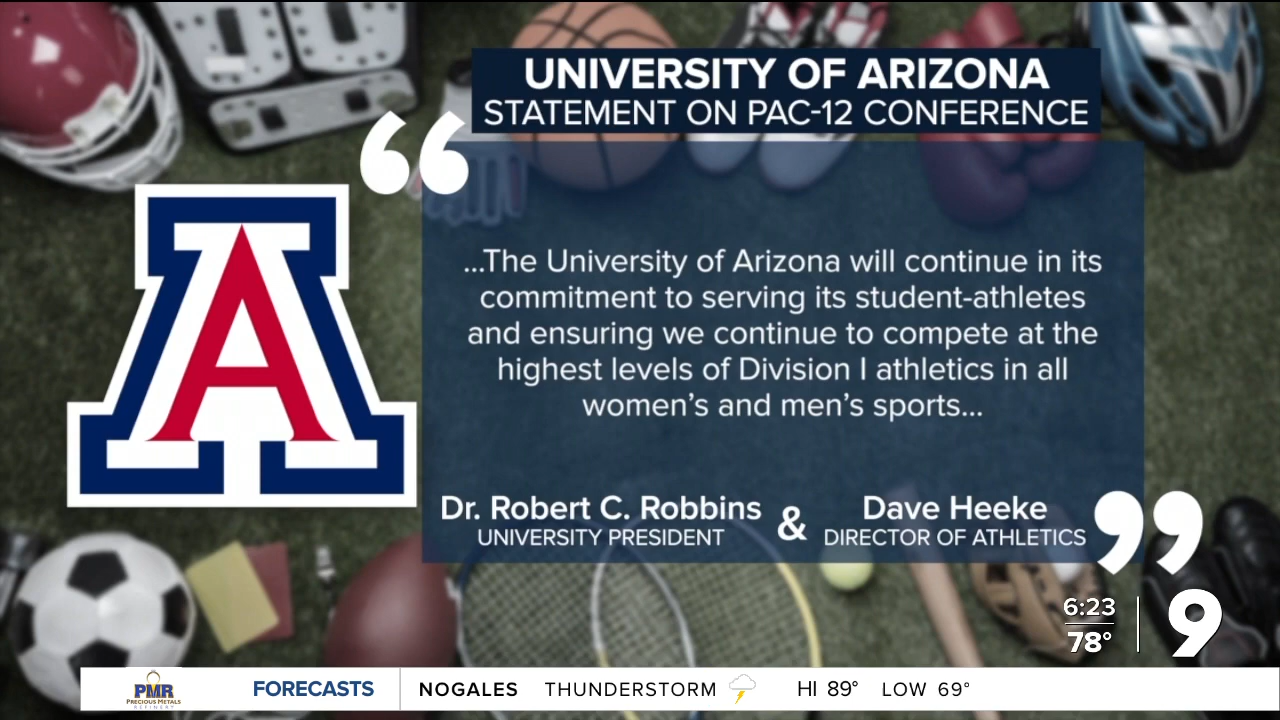 UNIVERSITY OF ARIZONA
STATEMENT ON PAC-12 CONFERENCE
“
A
...The University of Arizona will continue in its
commitment to serving its student-athletes
and ensuring we continue to compete at the
highest levels of Division I athletics in all
women’s and men’s sports...
Dr. Robert C. Robbins & Dave Heeke
UNIVERSITY PRESIDENT DIRECTOR OF ATHLETICS
”
6:23
78°
9
PMR
PRECIOUS METALS
REFINERY
FORECASTS
NOGALES THUNDERSTORM HI 89° LOW 69°